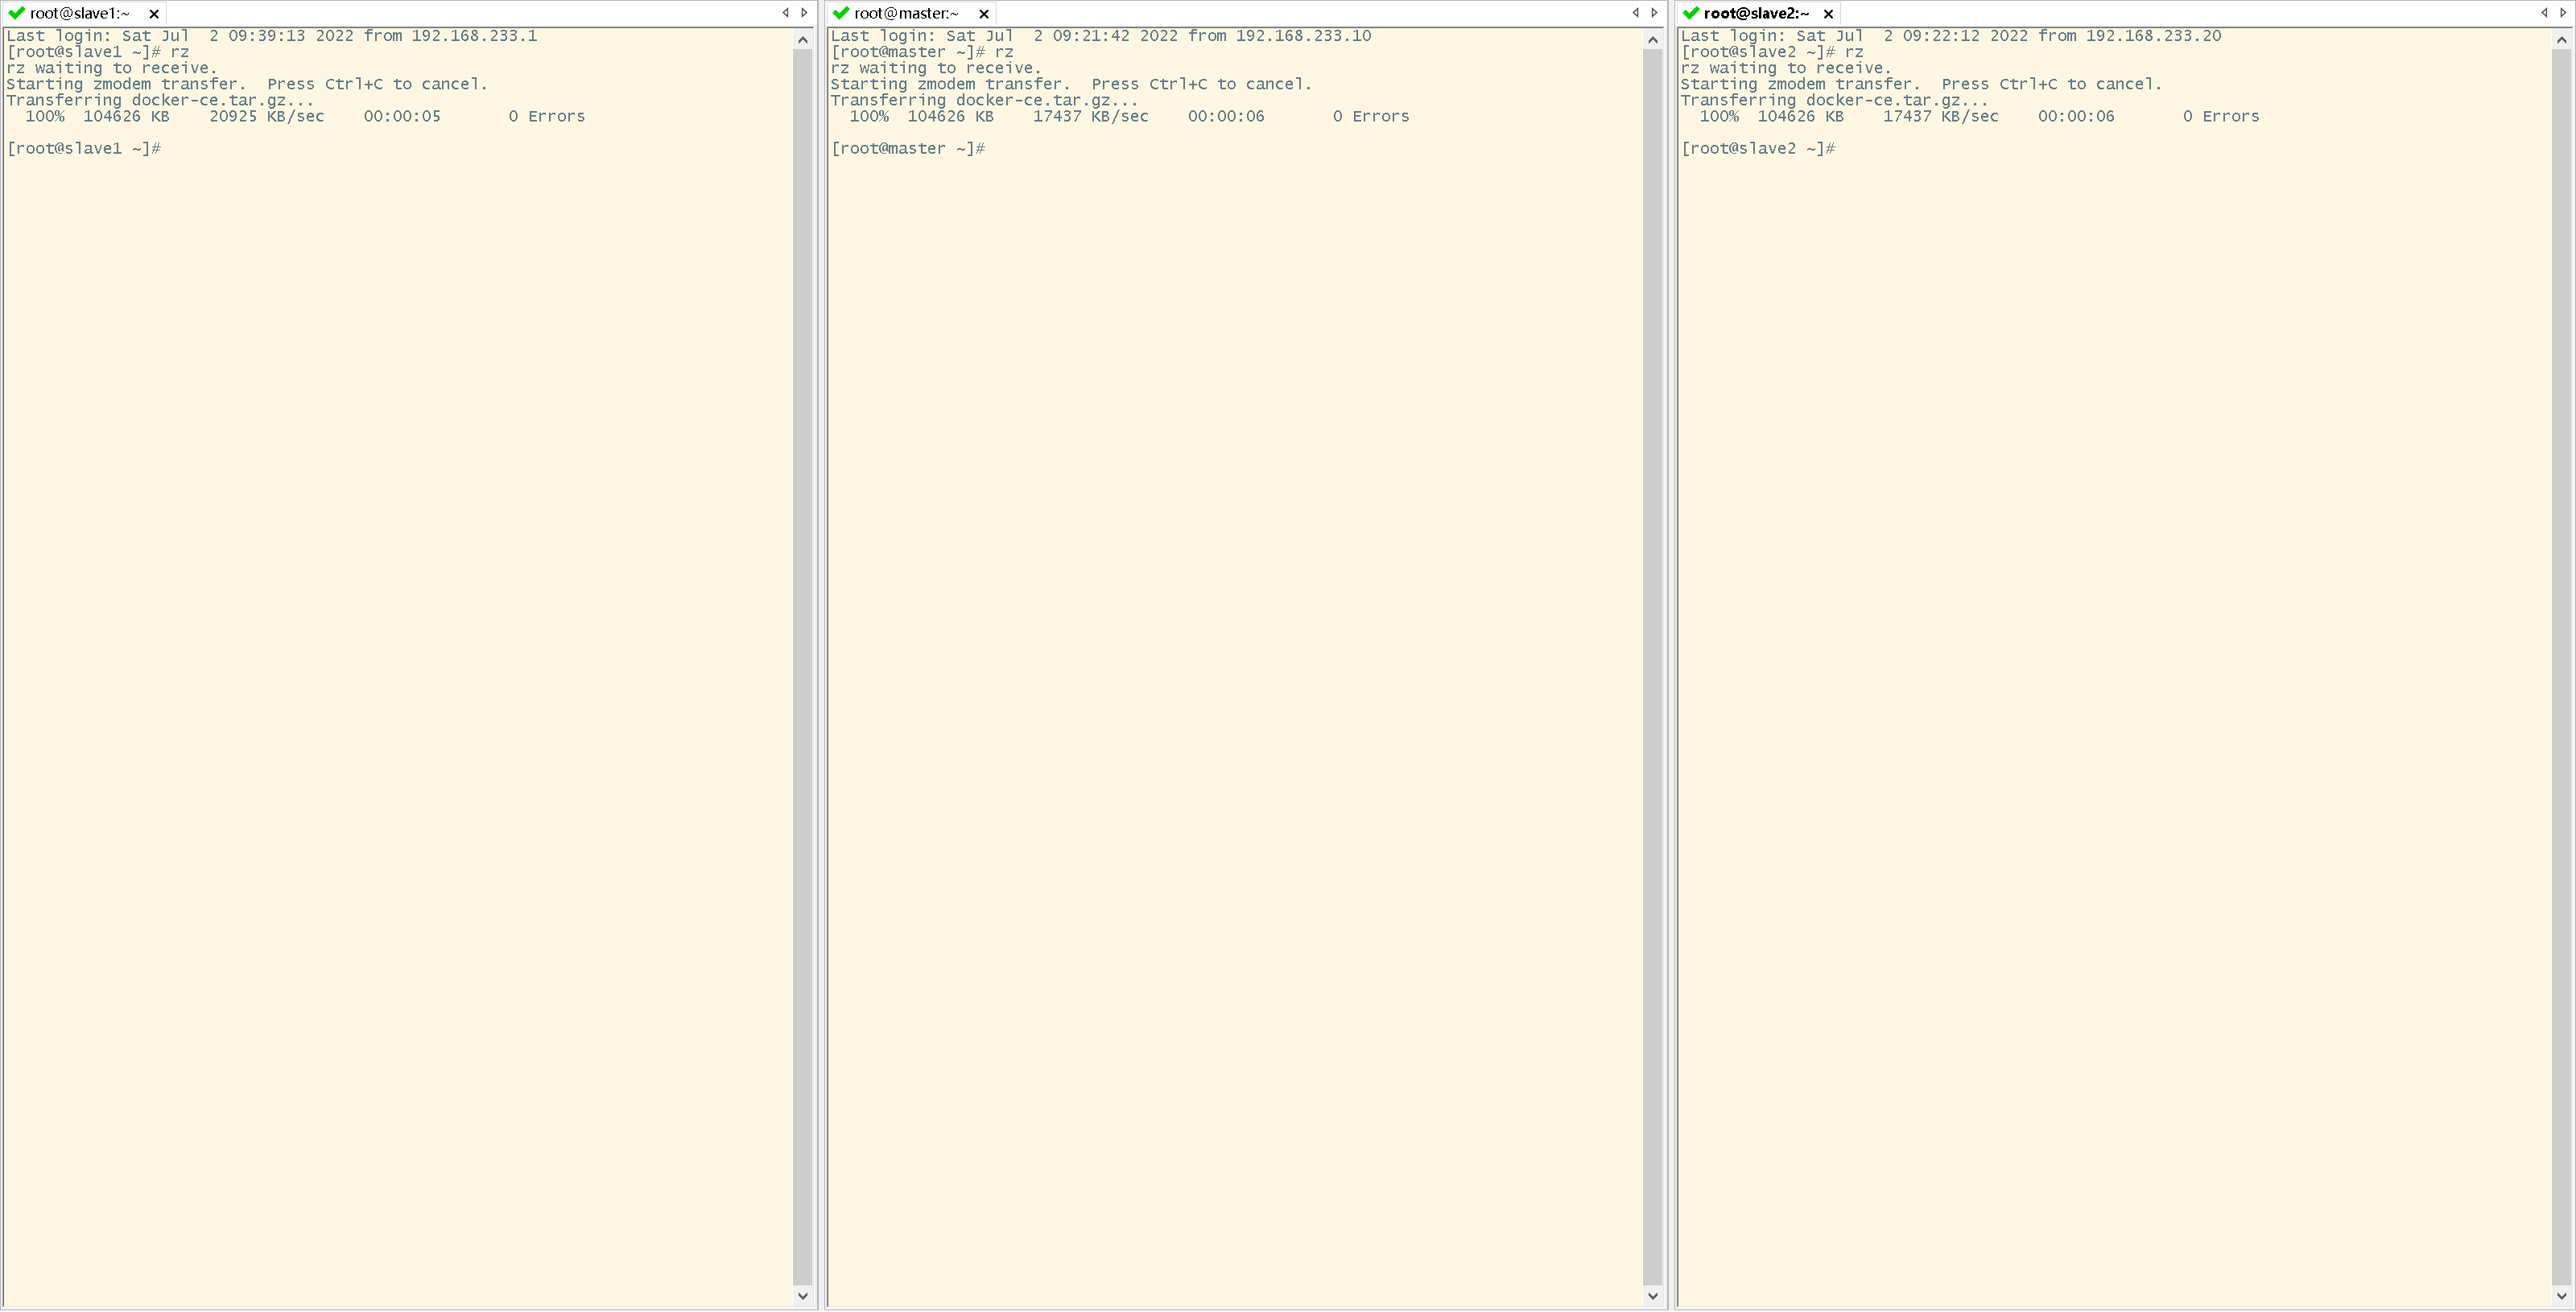 root@slave1:~
Last login: Sat Jul  2 09:39:13 2022 from 192.168.233.1
[root@slave1 ~]# rz
rz waiting to receive.
Starting zmodem transfer.  Press Ctrl+C to cancel.
Transferring docker-ce.tar.gz...
  100%  104626 KB    20925 KB/sec    00:00:05       0 Errors
[root@slave1 ~]#
root@master:~
Last login: Sat Jul  2 09:21:42 2022 from 192.168.233.10
[root@master ~]# rz
rz waiting to receive.
Starting zmodem transfer.  Press Ctrl+C to cancel.
Transferring docker-ce.tar.gz...
  100%  104626 KB    17437 KB/sec    00:00:06       0 Errors
[root@master ~]#
root@slave2:~
Last login: Sat Jul  2 09:22:12 2022 from 192.168.233.20
[root@slave2 ~]# rz
rz waiting to receive.
Starting zmodem transfer.  Press Ctrl+C to cancel.
Transferring docker-ce.tar.gz...
  100%  104626 KB    17437 KB/sec    00:00:06       0 Errors
[root@slave2 ~]#